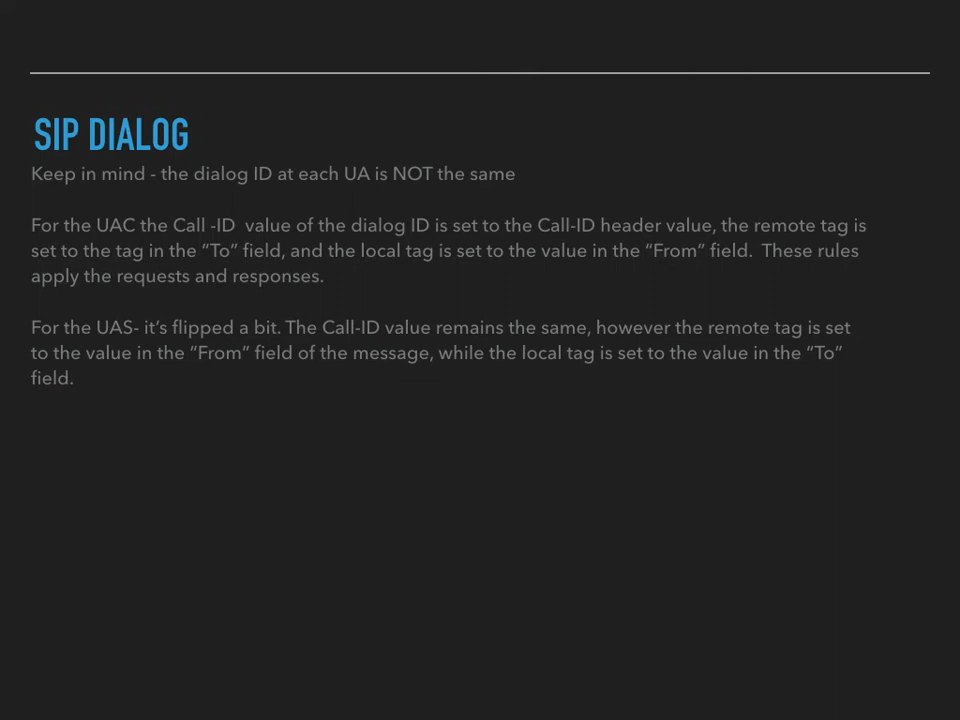 SIP DIALOG
Keep in mind - the dialog ID at each UA is NOT the same
For the UAC the Call -ID  value of the dialog ID is set to the Call-ID header value, the remote tag is
set to the tag in the “To” field, and the local tag is set to the value in the “From” field.  These rules
apply the requests and responses.
For the UAS- it’s flipped a bit. The Call-ID value remains the same, however the remote tag is set
to the value in the “From” field of the message, while the local tag is set to the value in the “To”
field.